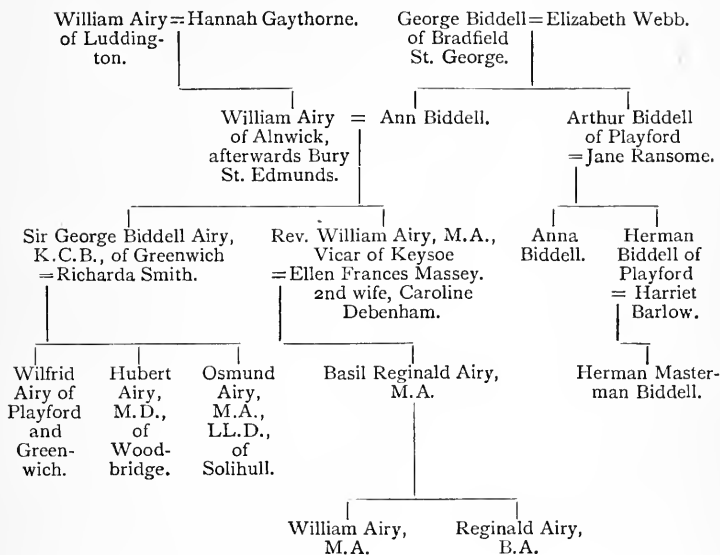 William Airy = Hannah Gaythorne.
of Ludding-
ton.
George Biddell = Elizabeth Webb.
of Bradfield
St. George.
William Airy = Ann Biddell.
of Alnwick,
afterwards Bury
St. Edmunds.
Arthur Biddell
of Playford
=Jane Ransome.
Sir George Biddell Airy,
K.C.B., of Greenwich
=Richarda Smith.
Rev. William Airy, M.A.,
Vicar of Keysoe
=Ellen Frances Massey.
2nd wife, Caroline
Debenham.
Anna
Biddell.
Herman
Biddell of
Playford
= Harriet
Barlow.
Wilfrid
Airy of
Playford
and
Green-
wich.
Hubert
Airy,
M.D.,
of
Wood-
bridge.
Osmund
Airy,
M.A.,
LL.D.,
of
Solihull.
Basil Reginald Airy,
M.A.
Herman Master-
man Biddell.
William Airy,
M.A.
Reginald Airy,
B.A.